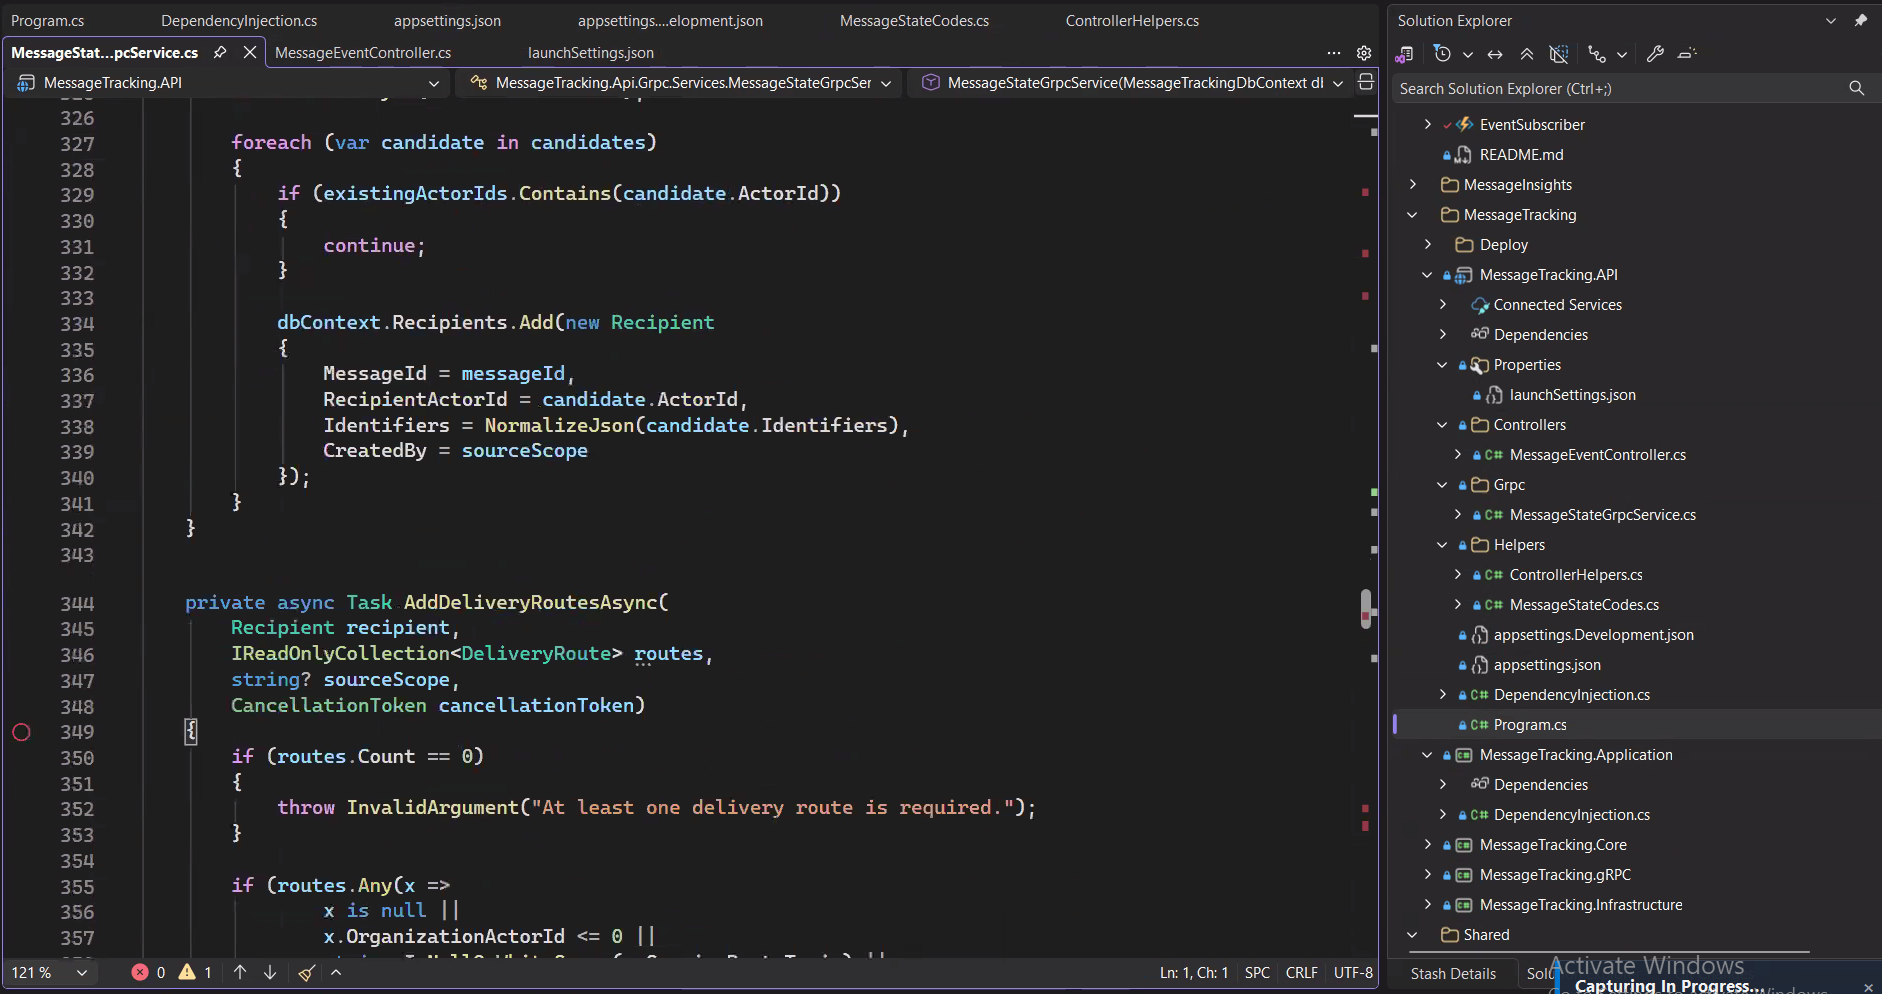 Program.cs DependencyInjection.cs appsettings.json appsettings....elopment.json MessageStateCodes.cs ControllerHelpers.cs
MessageStat...pcService.cs MessageEventController.cs launchSettings.json
MessageTracking.API MessageTracking.Api.Grpc.Services.MessageStateGrpcSer MessageStateGrpcService(MessageTrackingDbContext db
326
327 foreach (var candidate in candidates)
328 {
329 if (existingActorIds.Contains(candidate.ActorId))
330 {
331 continue;
332 }
333
334 dbContext.Recipients.Add(new Recipient
335 {
336 MessageId = messageId,
337 RecipientActorId = candidate.ActorId,
338 Identifiers = NormalizeJson(candidate.Identifiers),
339 CreatedBy = sourceScope
340 });
341 }
342 }
343
344 private async Task AddDeliveryRoutesAsync(
345 Recipient recipient,
346 IReadOnlyCollection<DeliveryRoute> routes,
347 string? sourceScope,
348 CancellationToken cancellationToken)
349 {
350 if (routes.Count == 0)
351 {
352 throw InvalidArgument("At least one delivery route is required.");
353 }
354
355 if (routes.Any(x =>
356 x is null ||
357 x.OrganizationActorId <= 0 ||
121 % 0 1 Ln: 1, Ch: 1 SPC CRLF UTF-8
Solution Explorer
Search Solution Explorer (Ctrl+;)
EventSubscriber
README.md
MessageInsights
MessageTracking
Deploy
MessageTracking.API
Connected Services
Dependencies
Properties
launchSettings.json
Controllers
C# MessageEventController.cs
Grpc
C# MessageStateGrpcService.cs
Helpers
C# ControllerHelpers.cs
C# MessageStateCodes.cs
appsettings.Development.json
appsettings.json
C# DependencyInjection.cs
C# Program.cs
C# MessageTracking.Application
Dependencies
C# DependencyInjection.cs
C# MessageTracking.Core
C# MessageTracking.gRPC
C# MessageTracking.Infrastructure
Shared
Stash Details Solu
Activate Windows
Capturing In Progress...